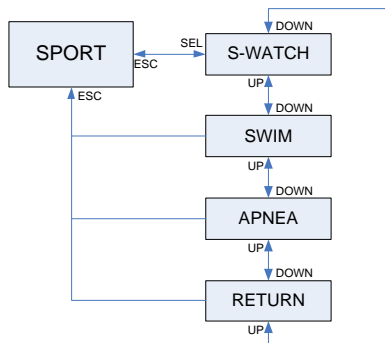 DOWN
SPORT
SEL
ESC
S-WATCH
ESC
UP
DOWN
SWIM
UP
DOWN
APNEA
UP
DOWN
RETURN
UP